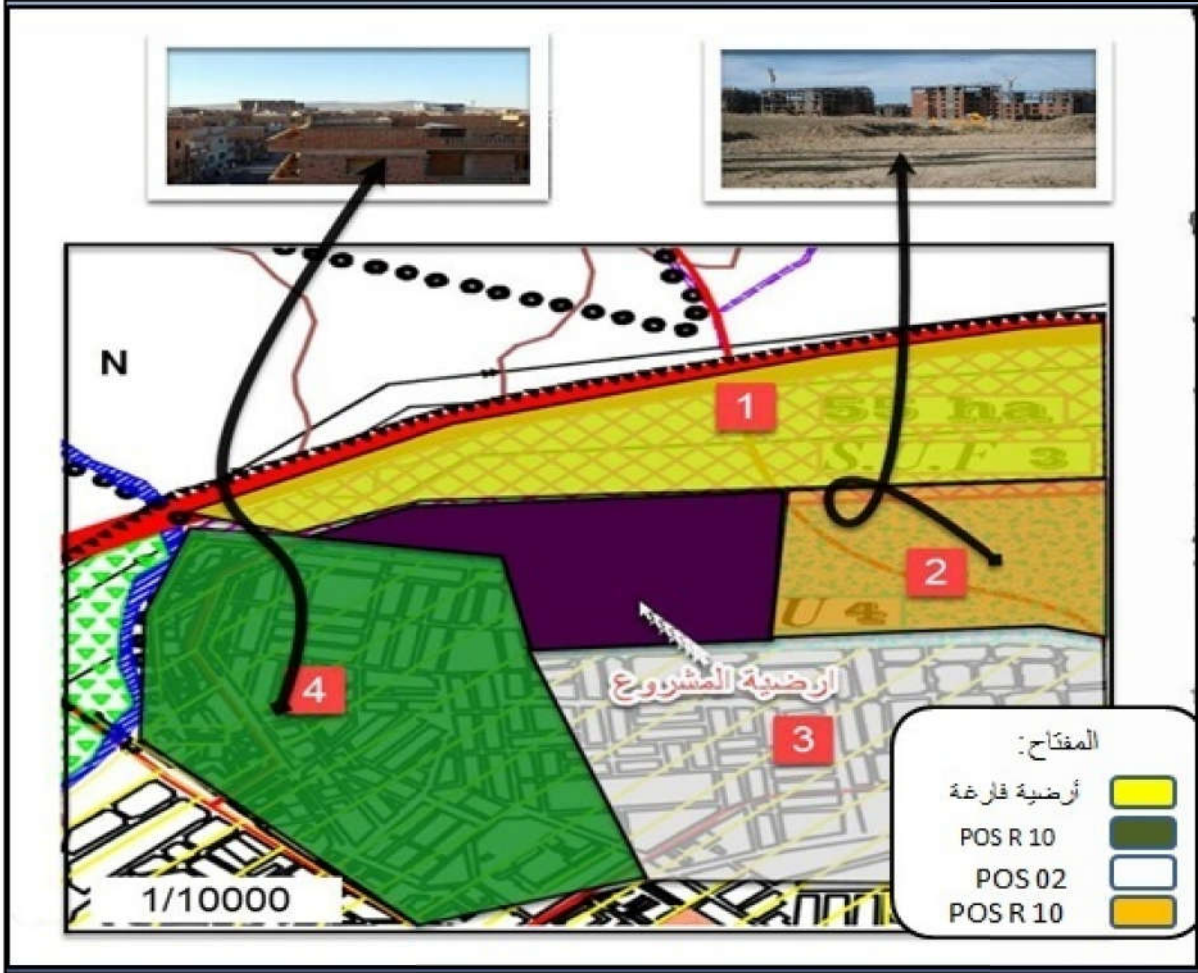 N
1
55 ha
S.U.F 3
2
U 4
ارضية المشروع
4
3
المفتاح:
أرضية فارغة
POS R 10
POS 02
POS R 10
1/10000